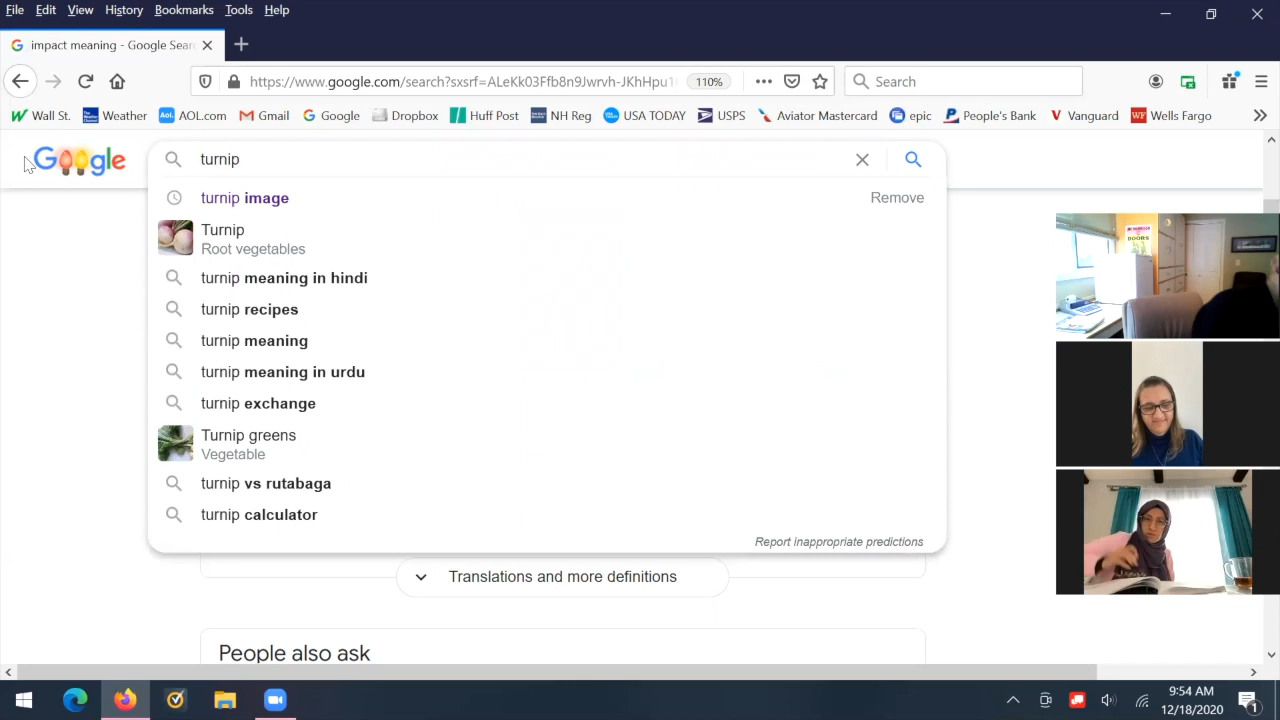 File Edit View History Bookmarks Tools Help
impact meaning - Google Sear
https://www.google.com/search?sxsrf=ALeKk03Ffb8n9Jwrvh-JKhHpu1 110% Search
Wall St. Weather AOL.com Gmail Google Dropbox Huff Post NH Reg USA TODAY USPS Aviator Mastercard epic People's Bank Vanguard Wells Fargo
Google turnip
turnip image Remove
Turnip
Root vegetables
turnip meaning in hindi
turnip recipes
turnip meaning
turnip meaning in urdu
turnip exchange
Turnip greens
Vegetable
turnip vs rutabaga
turnip calculator
Report inappropriate predictions
Translations and more definitions
People also ask
DOORS
9:54 AM
12/18/2020
1